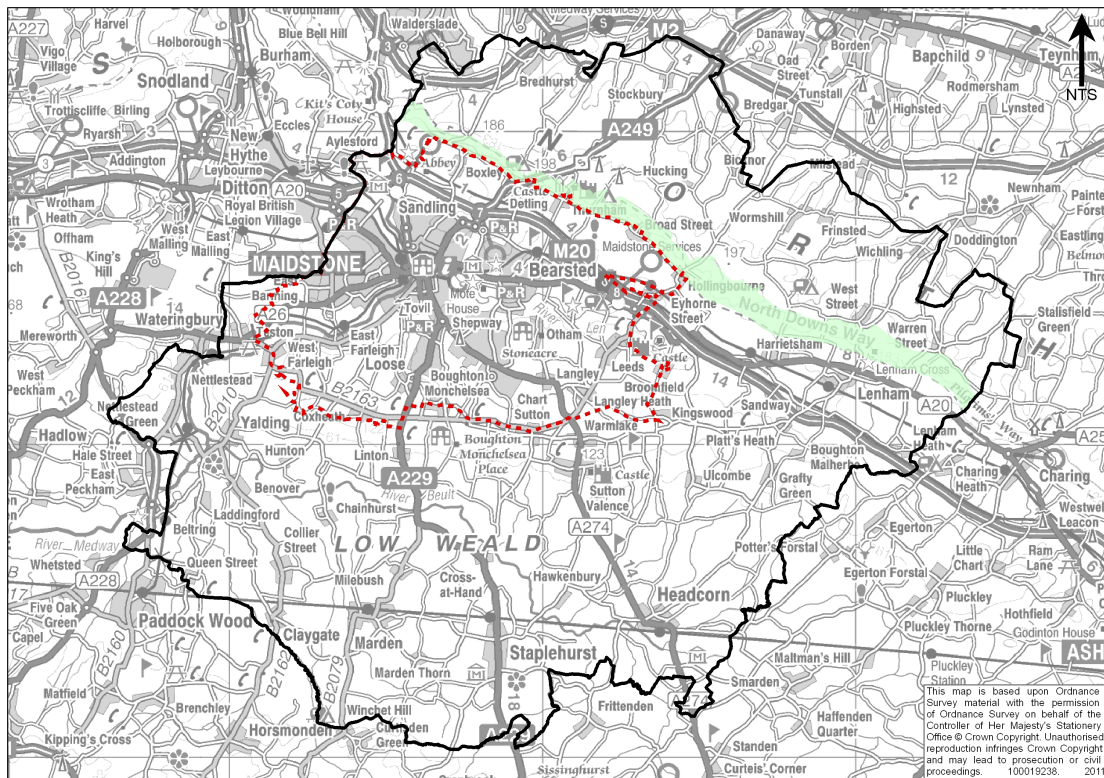 A227
Harvel
Vigo
Village
Holborough
Burham
Blue Bell Hill
Walderslade
Medway Services
M2
Danaway
Borden
Bapchild
Teynham
Snodland
Bredhurst
Oad
Street
Tunstall
Rodmersham
NTS
Trottiscliffe
Birling
Eccles
Kit's Coty
House
Stockbury
Bredgar
Highsted
Lynsted
Ryarsh
New
Hythe
Aylesford
186
A249
Addington
Leybourne
Abbey
Boxley
198
Hucking
Bicknor
Milstead
12
Newnham
Ditton
A20
Sandling
Castle
Detling
Thurnham
Wrotham
Heath
Royal British
Legion Village
P&R
Broad Street
Wormshill
Frinsted
Doddington
Eastling
Offham
West
Malling
East
Malling
M20
Maidstone Services
197
Wichling
King's
Hill
MAIDSTONE
Bearsted
Hollingbourne
B2016
A228
East
Barming
Tovil
Mote
House
P&R
Eyhorne
Street
West
Street
North Downs Way
Stalisfield
Green
Wateringbury
A26
Shepway
Otham
River Len
Warren
Street
Mereworth
Teston
East
Farleigh
Loose
Stoneacre
Harrietsham
West
Farleigh
Leeds
Castle
Lenham Cross
West
Peckham
Nettlestead
Boughton
Monchelsea
Langley
Broomfield
14
Lenham
A20
Pilgrims Way
Nettlestead
Green
B2010
B2163
Chart
Sutton
Langley Heath
Kingswood
Sandway
Hadlow
Yalding
Coxheath
Warmlake
Platt's Heath
Lenham
Heath
Hale Street
Hunton
Linton
Boughton
Monchelsea
Place
123
Castle
Boughton
Malherbe
Charing
Heath
Charing
East
Peckham
Benover
A229
Ulcombe
Grafty
Green
Westwell
Leacon
Laddingford
River Beult
Chainhurst
Sutton
Valence
Beltring
Collier
Street
A274
Egerton
River Medway
Whetsted
Queen Street
LOW WEALD
Potter's Forstal
Little
Chart
Ram
Lane
A228
Milebush
Cross-
at-Hand
Hawkenbury
Egerton Forstal
Pluckley
Five Oak
Green
Headcorn
Hothfield
Capel
Paddock Wood
Claygate
Marden
Pluckley Thorne
Godinton House
B2160
B2162
B2079
Marden Thorn
Staplehurst
Maltman's Hill
Pluckley
Station
ASH
Matfield
Smarden
Brenchley
Winchet Hill
Frittenden
Haffenden
Quarter
Kipping's Cross
Horsmonden
Curtisden
Green
Standen
Sissinghurst
Curteis' Corner
This map is based upon Ordnance
Survey material with the permission
of Ordnance Survey on behalf of the
Controller of Her Majesty's Stationery
Office © Crown Copyright. Unauthorised
reproduction infringes Crown Copyright
and may lead to prosecution or civil
proceedings. 100019238. 2011